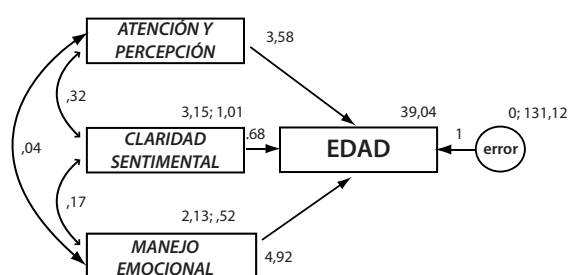 ATENCIÓN Y
PERCEPCIÓN
3,58
,32
3,15; 1,01
39,04
0; 131,12
,04
CLARIDAD
SENTIMENTAL
.68
EDAD
1
error
,17
2,13; ,52
MANEJO
EMOCIONAL
4,92